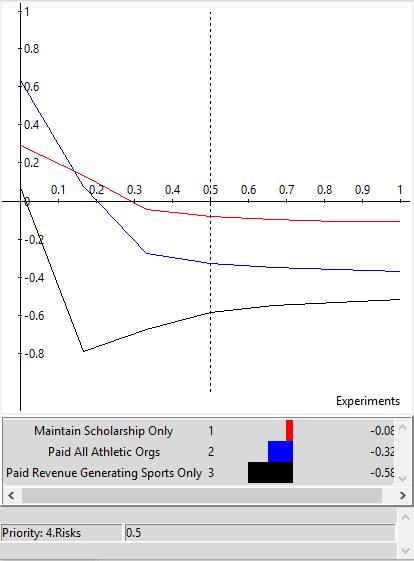 1
0.8
0.6
0.4
0.2
0.1 0.2 0.3 0.4 0.5 0.6 0.7 0.8 0.9 1
0
-0.2
-0.4
-0.6
-0.8
Experiments
Maintain Scholarship Only 1 -0.08
Paid All Athletic Orgs 2 -0.32
Paid Revenue Generating Sports Only 3 -0.58
Priority: 4.Risks 0.5